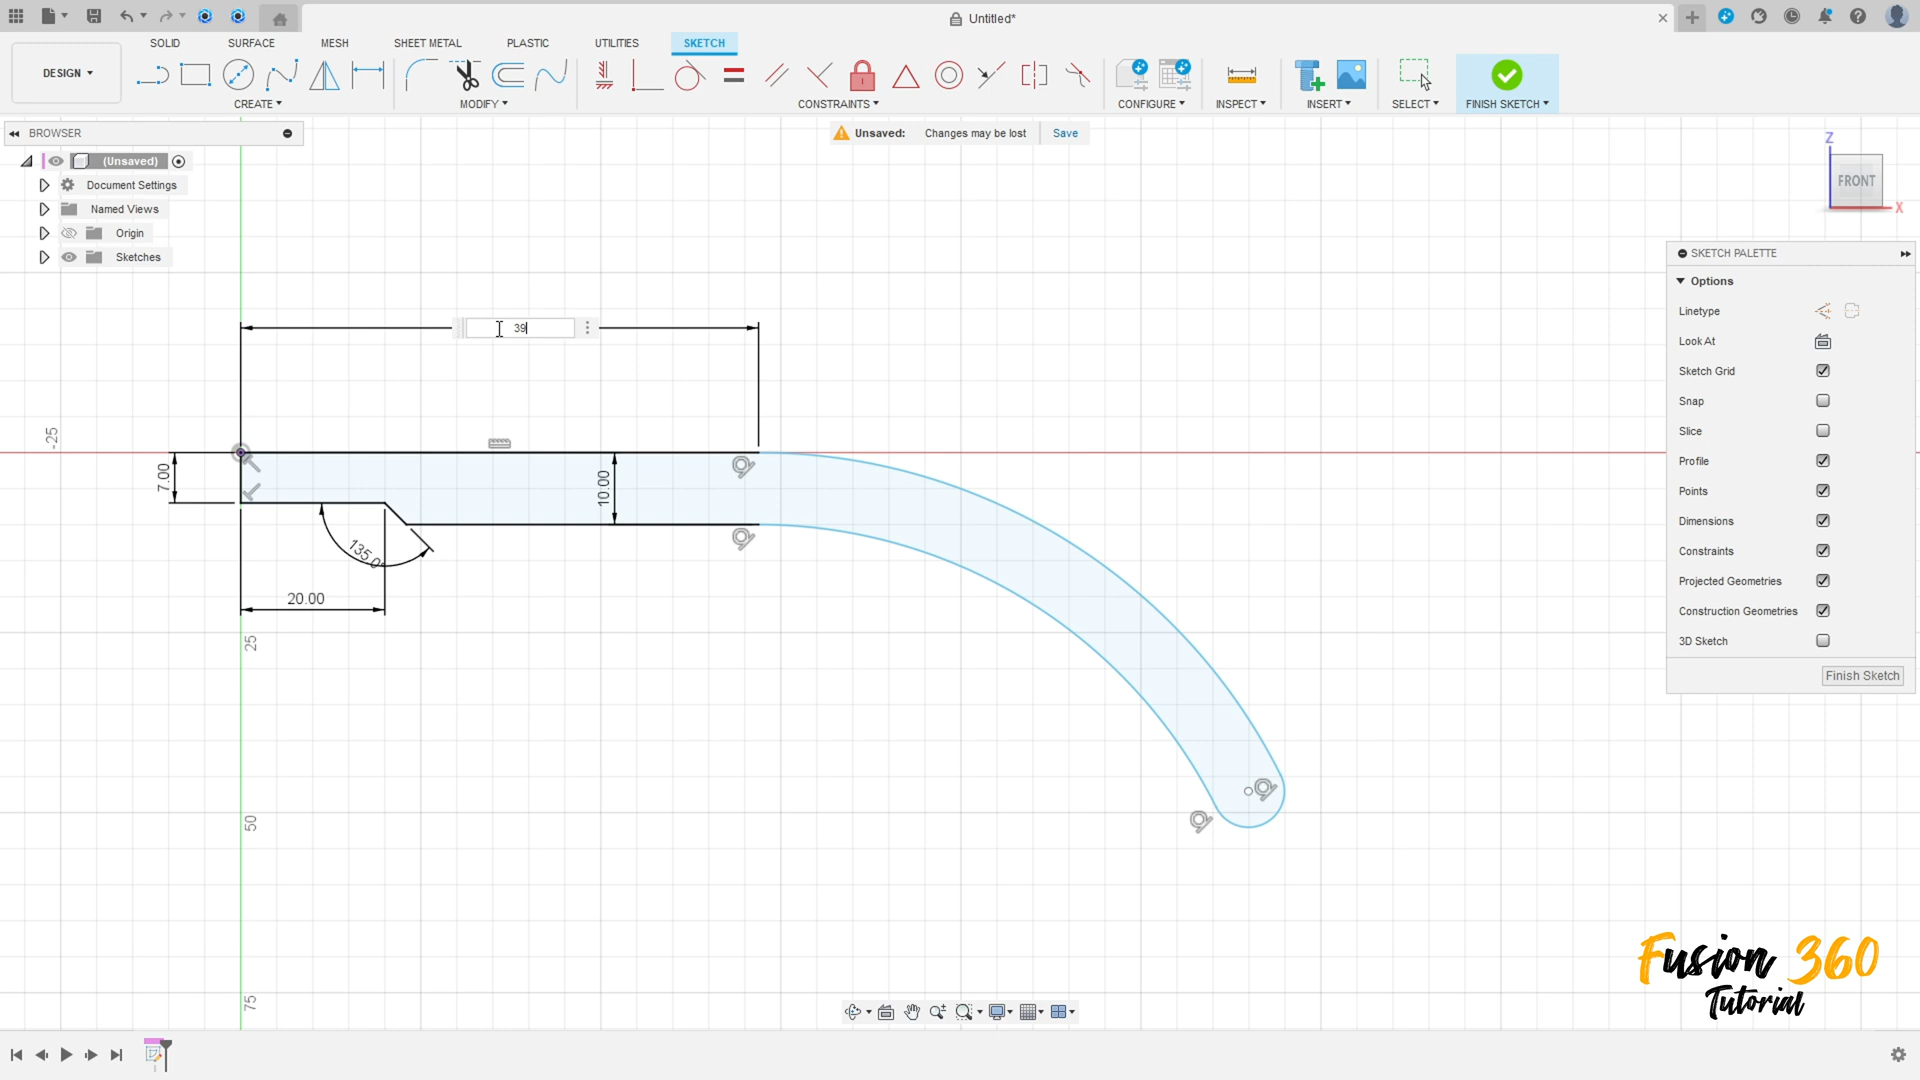 Untitled*
SOLID SURFACE MESH SHEET METAL PLASTIC UTILITIES SKETCH
DESIGN
CREATE MODIFY CONSTRAINTS CONFIGURE INSPECT INSERT SELECT FINISH SKETCH
BROWSER
Unsaved: Changes may be lost Save
(Unsaved)
Document Settings
Named Views
Origin
Sketches
Z
FRONT
X
SKETCH PALETTE
Options
Linetype
Look At
Sketch Grid
Snap
Slice
Profile
Points
Dimensions
Constraints
Projected Geometries
Construction Geometries
3D Sketch
Finish Sketch
39
-25
7.00
10.00
135.0°
20.00
25
50
75
Fusion 360
Tutorial